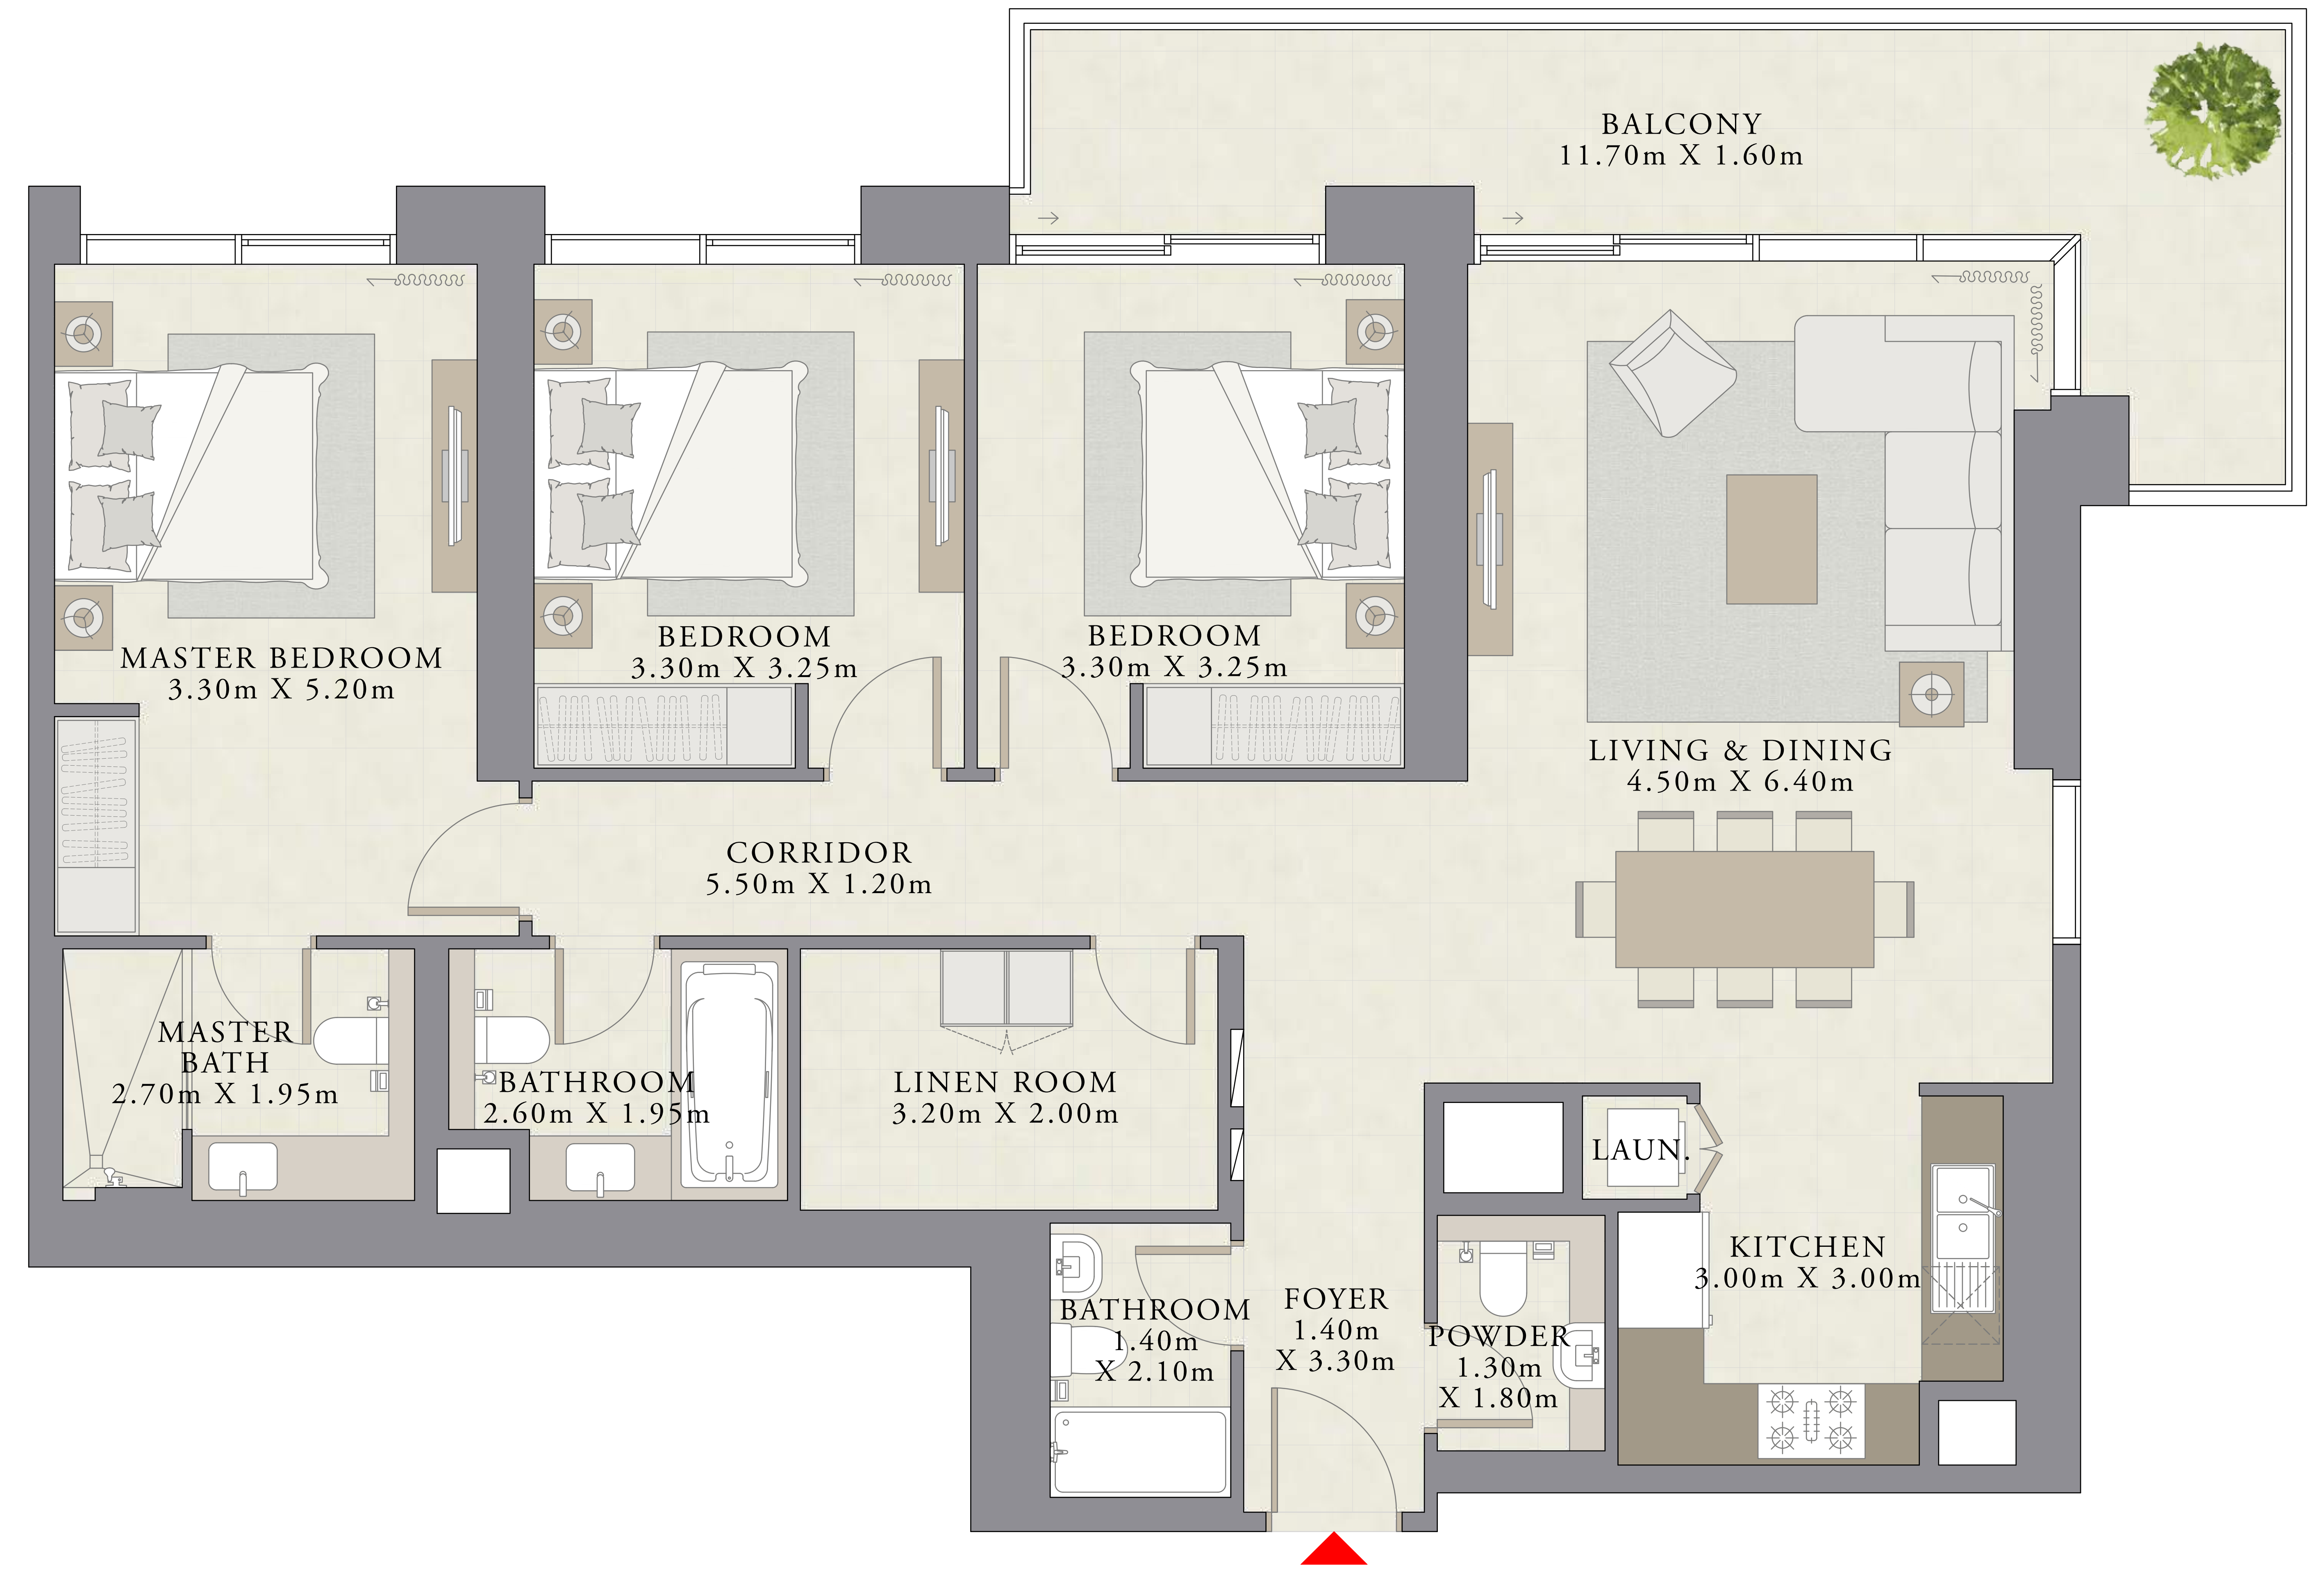 BALCONY
11.70m X 1.60m
MASTER BEDROOM
3.30m X 5.20m
BEDROOM
3.30m X 3.25m
BEDROOM
3.30m X 3.25m
LIVING & DINING
4.50m X 6.40m
CORRIDOR
5.50m X 1.20m
MASTER
BATH
2.70m X 1.95m
BATHROOM
2.60m X 1.95m
LINEN ROOM
3.20m X 2.00m
LAUN.
KITCHEN
3.00m X 3.00m
BATHROOM
1.40m
X 2.10m
FOYER
1.40m
X 3.30m
POWDER
1.30m
X 1.80m